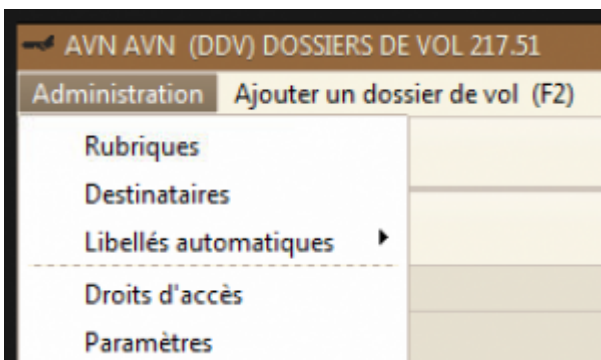 AVN AVN (DDV) DOSSIERS DE VOL 217.51
Administration Ajouter un dossier de vol (F2)
Rubriques
Destinataires
Libellés automatiques
Droits d'accès
Paramètres